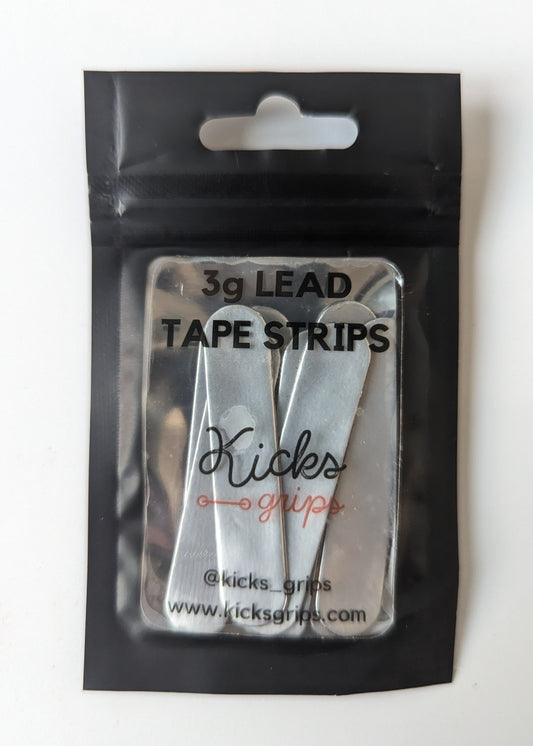 3g LEAD
TAPE STRIPS
Kicks
grips
@kicks_grips
www.kicksgrips.com